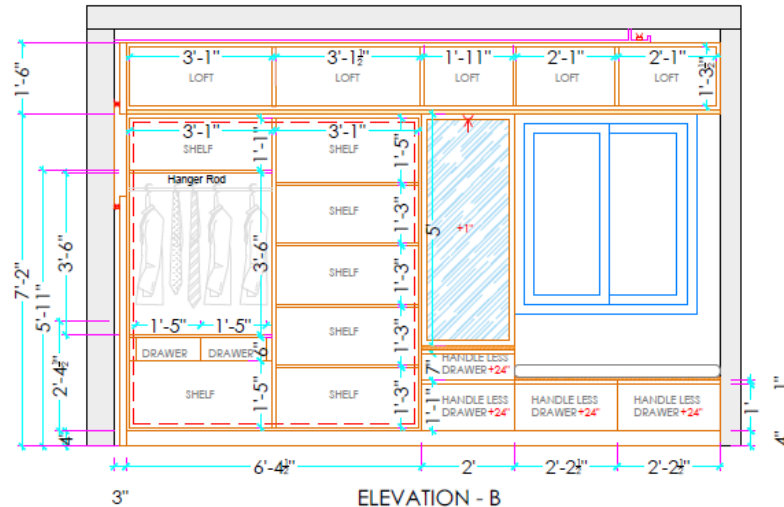 3'-1" 3'-1½" 1'-11" 2'-1" 2'-1"
LOFT LOFT LOFT LOFT LOFT
1'-6"
1'-3½"
3'-1" 3'-1"
SHELF SHELF
1'-1"
1'-5"
Hanger Rod
SHELF
1'-3"
3'-6"
3'-6"
5'
+1"
7'-2"
5'-11"
SHELF
1'-3"
1'-5" 1'-5"
SHELF
1'-3"
DRAWER DRAWER
6"
2'-4½"
HANDLE LESS
DRAWER+24"
7"
SHELF SHELF
1'-5"
1'-3"
1'-1"
HANDLE LESS HANDLE LESS HANDLE LESS
DRAWER+24" DRAWER+24" DRAWER+24"
1'
1"
4"
4"
6'-4½" 2' 2'-2½" 2'-2½"
3"
ELEVATION - B